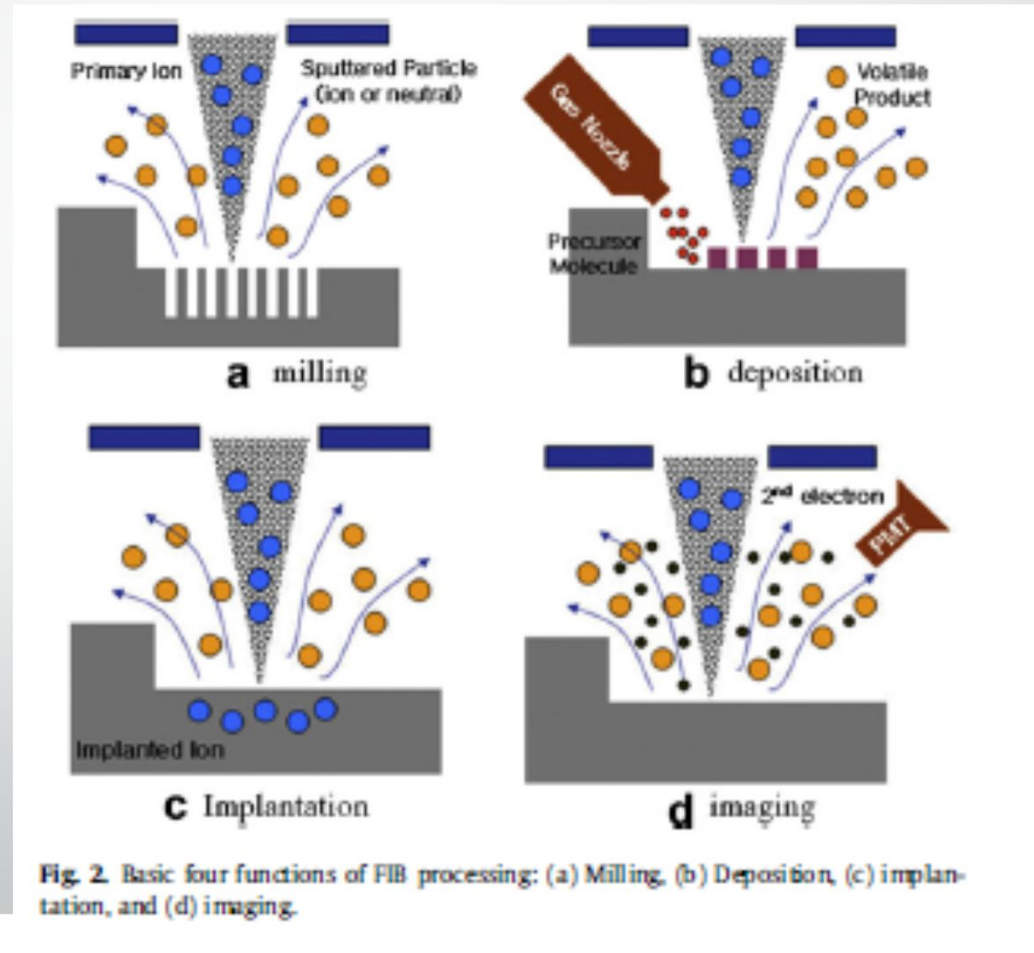 Primary Ion
Sputtered Particle
(ion or neutral)
a milling
Gas Nozzle
Volatile
Product
Precursor
Molecule
b deposition
Implanted Ion
c Implantation
2nd electron
PMT
d imaging
Fig. 2. Basic four functions of FIB processing: (a) Milling, (b) Deposition, (c) implan-
tation, and (d) imaging.